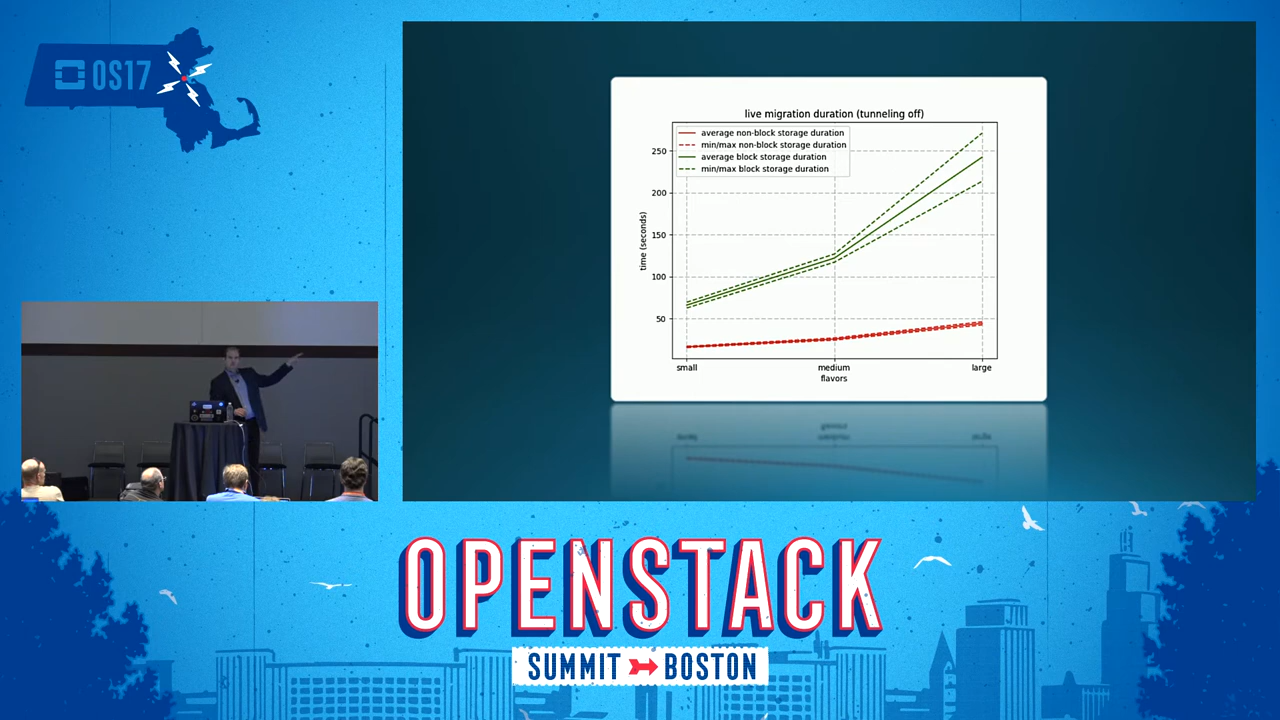 OS17
live migration duration (tunneling off)
average non-block storage duration
min/max non-block storage duration
average block storage duration
min/max block storage duration
250
200
150
100
50
time (seconds)
small
medium
large
flavors
OPENSTACK
SUMMIT BOSTON